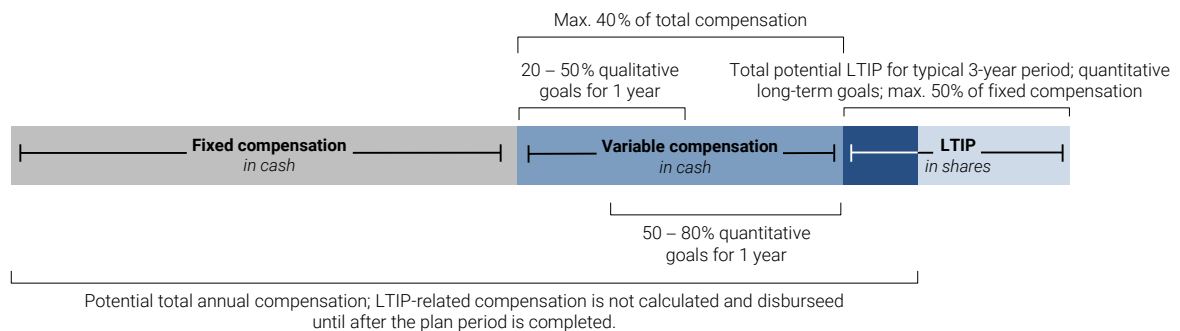 Max. 40% of total compensation
20 – 50% qualitative
goals for 1 year
Total potential LTIP for typical 3-year period; quantitative
long-term goals; max. 50% of fixed compensation
Fixed compensation
in cash
Variable compensation
in cash
LTIP
in shares
50 – 80% quantitative
goals for 1 year
Potential total annual compensation; LTIP-related compensation is not calculated and disburseed
until after the plan period is completed.